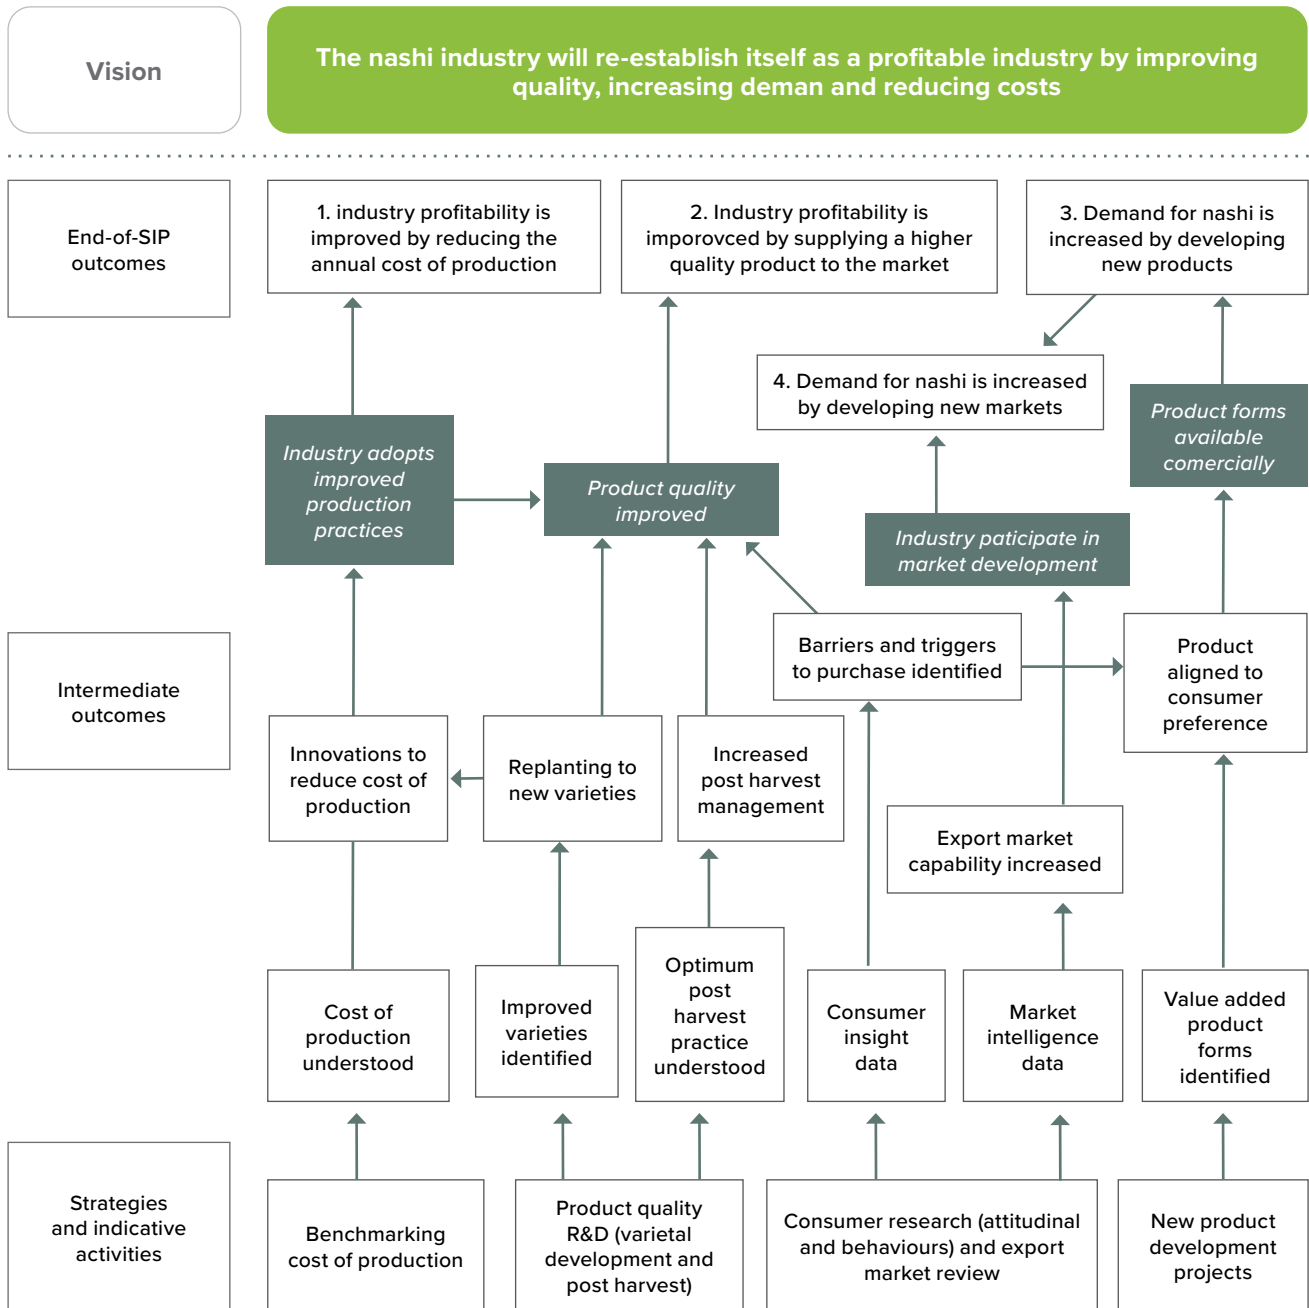 Vision
The nashi industry will re-establish itself as a profitable industry by improving
quality, increasing deman and reducing costs
End-of-SIP
outcomes
1. industry profitability is
improved by reducing the
annual cost of production
2. Industry profitability is
imporovced by supplying a higher
quality product to the market
3. Demand for nashi is
increased by developing
new products
4. Demand for nashi is increased
by developing new markets
Product forms
available
comercially
Industry adopts
improved
production
practices
Product quality
improved
Industry paticipate in
market development
Intermediate
outcomes
Barriers and triggers
to purchase identified
Product
aligned to
consumer
preference
Innovations to
reduce cost of
production
Replanting to
new varieties
Increased
post harvest
management
Export market
capability increased
Cost of
production
understood
Improved
varieties
identified
Optimum
post
harvest
practice
understood
Consumer
insight
data
Market
intelligence
data
Value added
product
forms
identified
Strategies
and indicative
activities
Benchmarking
cost of production
Product quality
R&D (varietal
development and
post harvest)
Consumer research (attitudinal
and behaviours) and export
market review
New product
development
projects